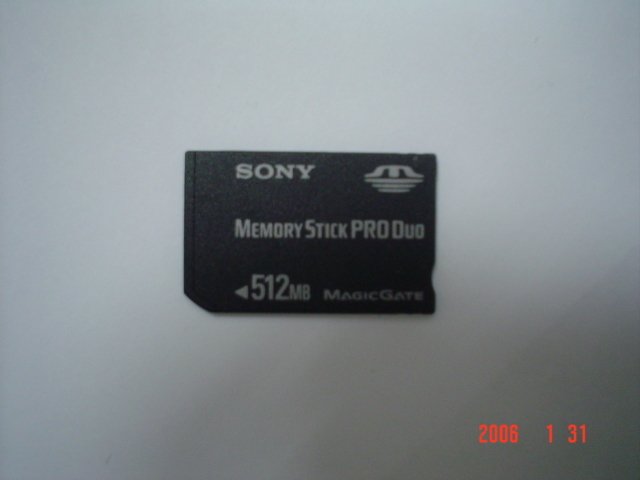 SONY
MEMORY STICK PRO DUO
◄512MB MAGICGATE
2006 1 31